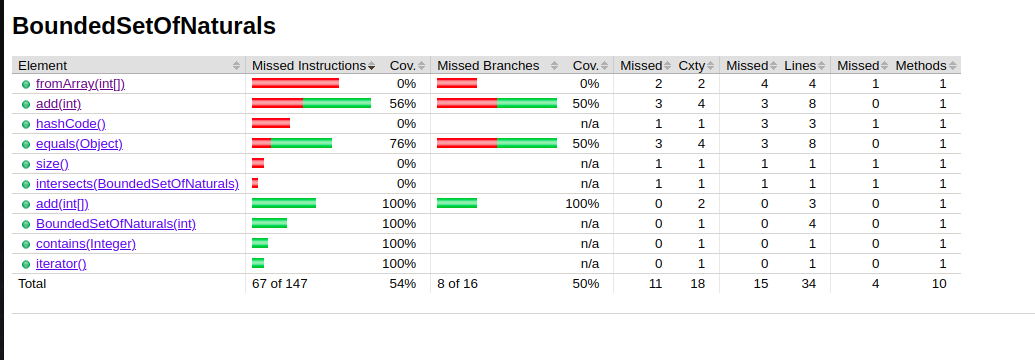 BoundedSetOfNaturals
Element Missed Instructions Cov. Missed Branches Cov. Missed Cxty Missed Lines Missed Methods
fromArray(int[]) 0% 0% 2 2 4 4 1 1
add(int) 56% 50% 3 4 3 8 0 1
hashCode() 0% n/a 1 1 3 3 1 1
equals(Object) 76% 50% 3 4 3 8 0 1
size() 0% n/a 1 1 1 1 1 1
intersects(BoundedSetOfNaturals) 0% n/a 1 1 1 1 1 1
add(int[]) 100% 100% 0 2 0 3 0 1
BoundedSetOfNaturals(int) 100% n/a 0 1 0 4 0 1
contains(Integer) 100% n/a 0 1 0 1 0 1
iterator() 100% n/a 0 1 0 1 0 1
Total 67 of 147 54% 8 of 16 50% 11 18 15 34 4 10